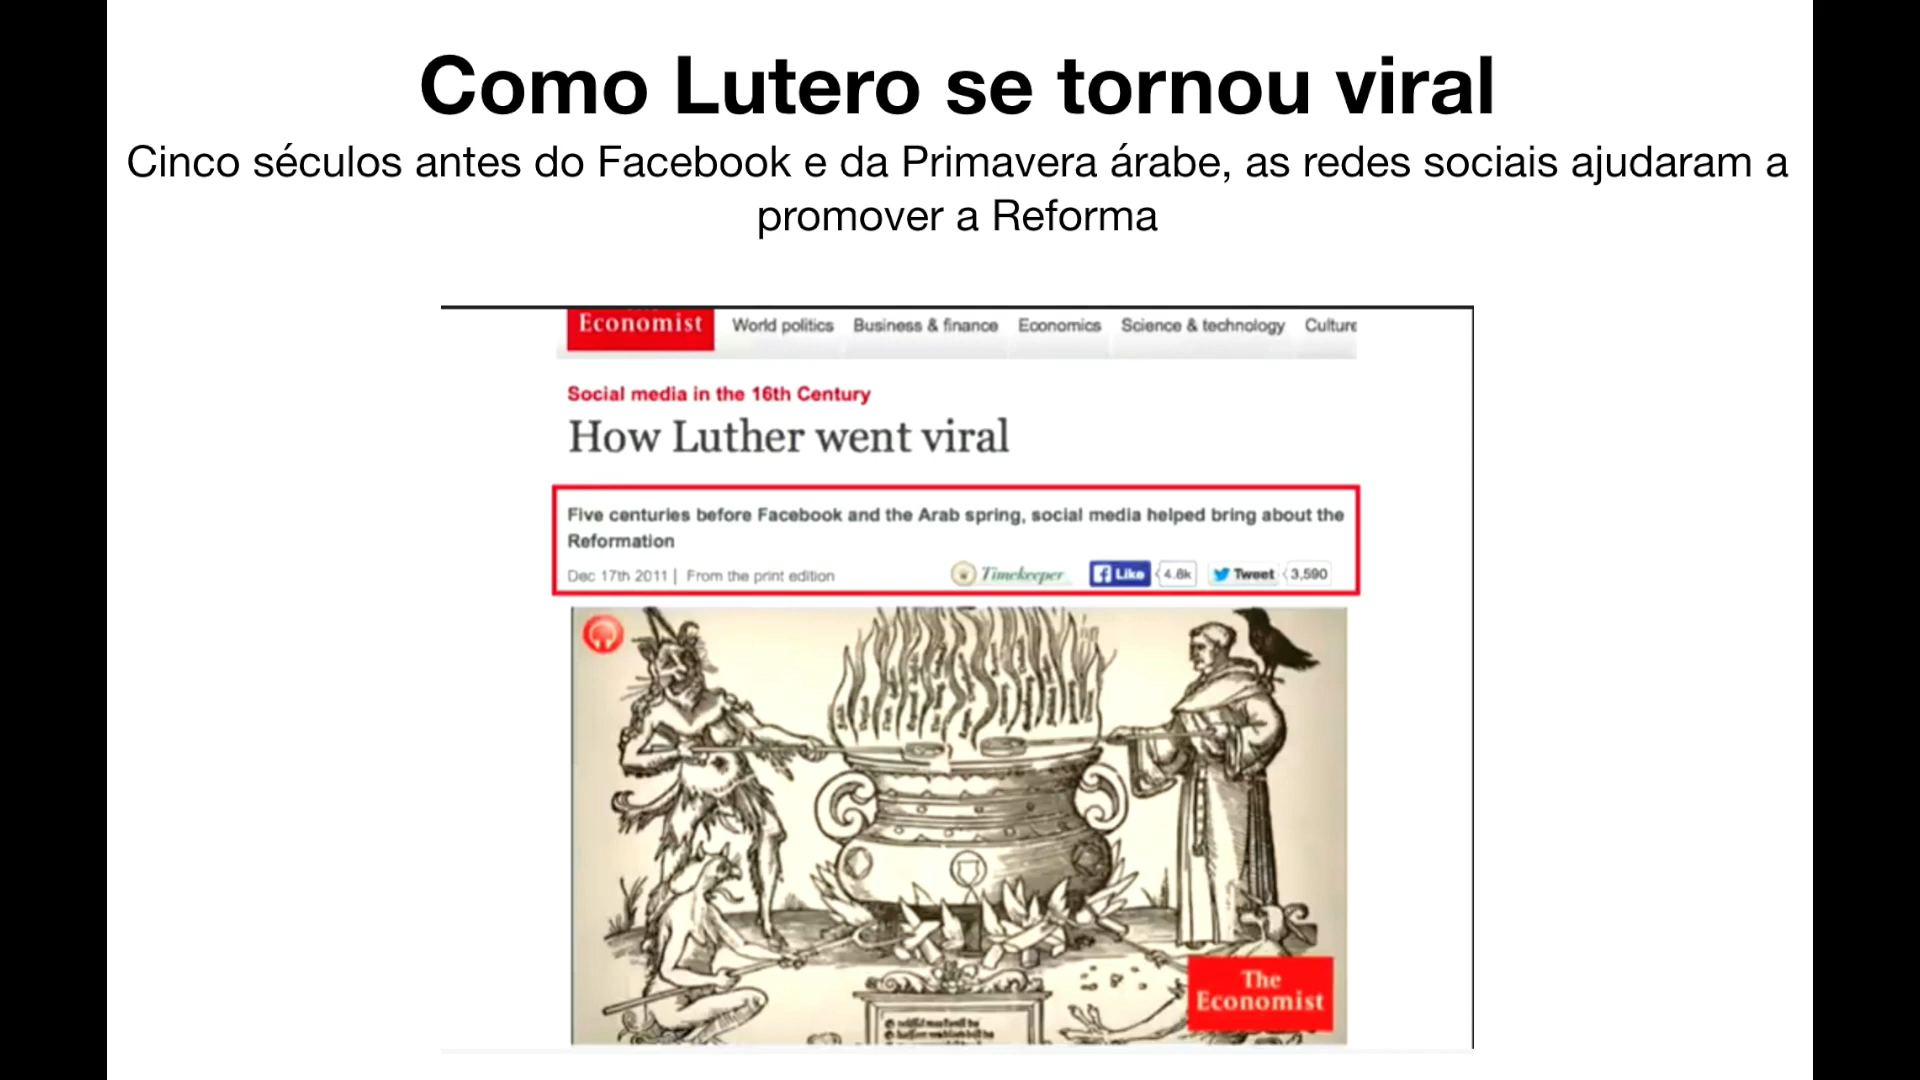 Como Lutero se tornou viral
Cinco séculos antes do Facebook e da Primavera árabe, as redes sociais ajudaram a
promover a Reforma
Economist World politics Business & finance Economics Science & technology Culture
Social media in the 16th Century
How Luther went viral
Five centuries before Facebook and the Arab spring, social media helped bring about the
Reformation
Dec 17th 2011 | From the print edition Timekeeper Like 4.8k Tweet 3,590
The
Economist